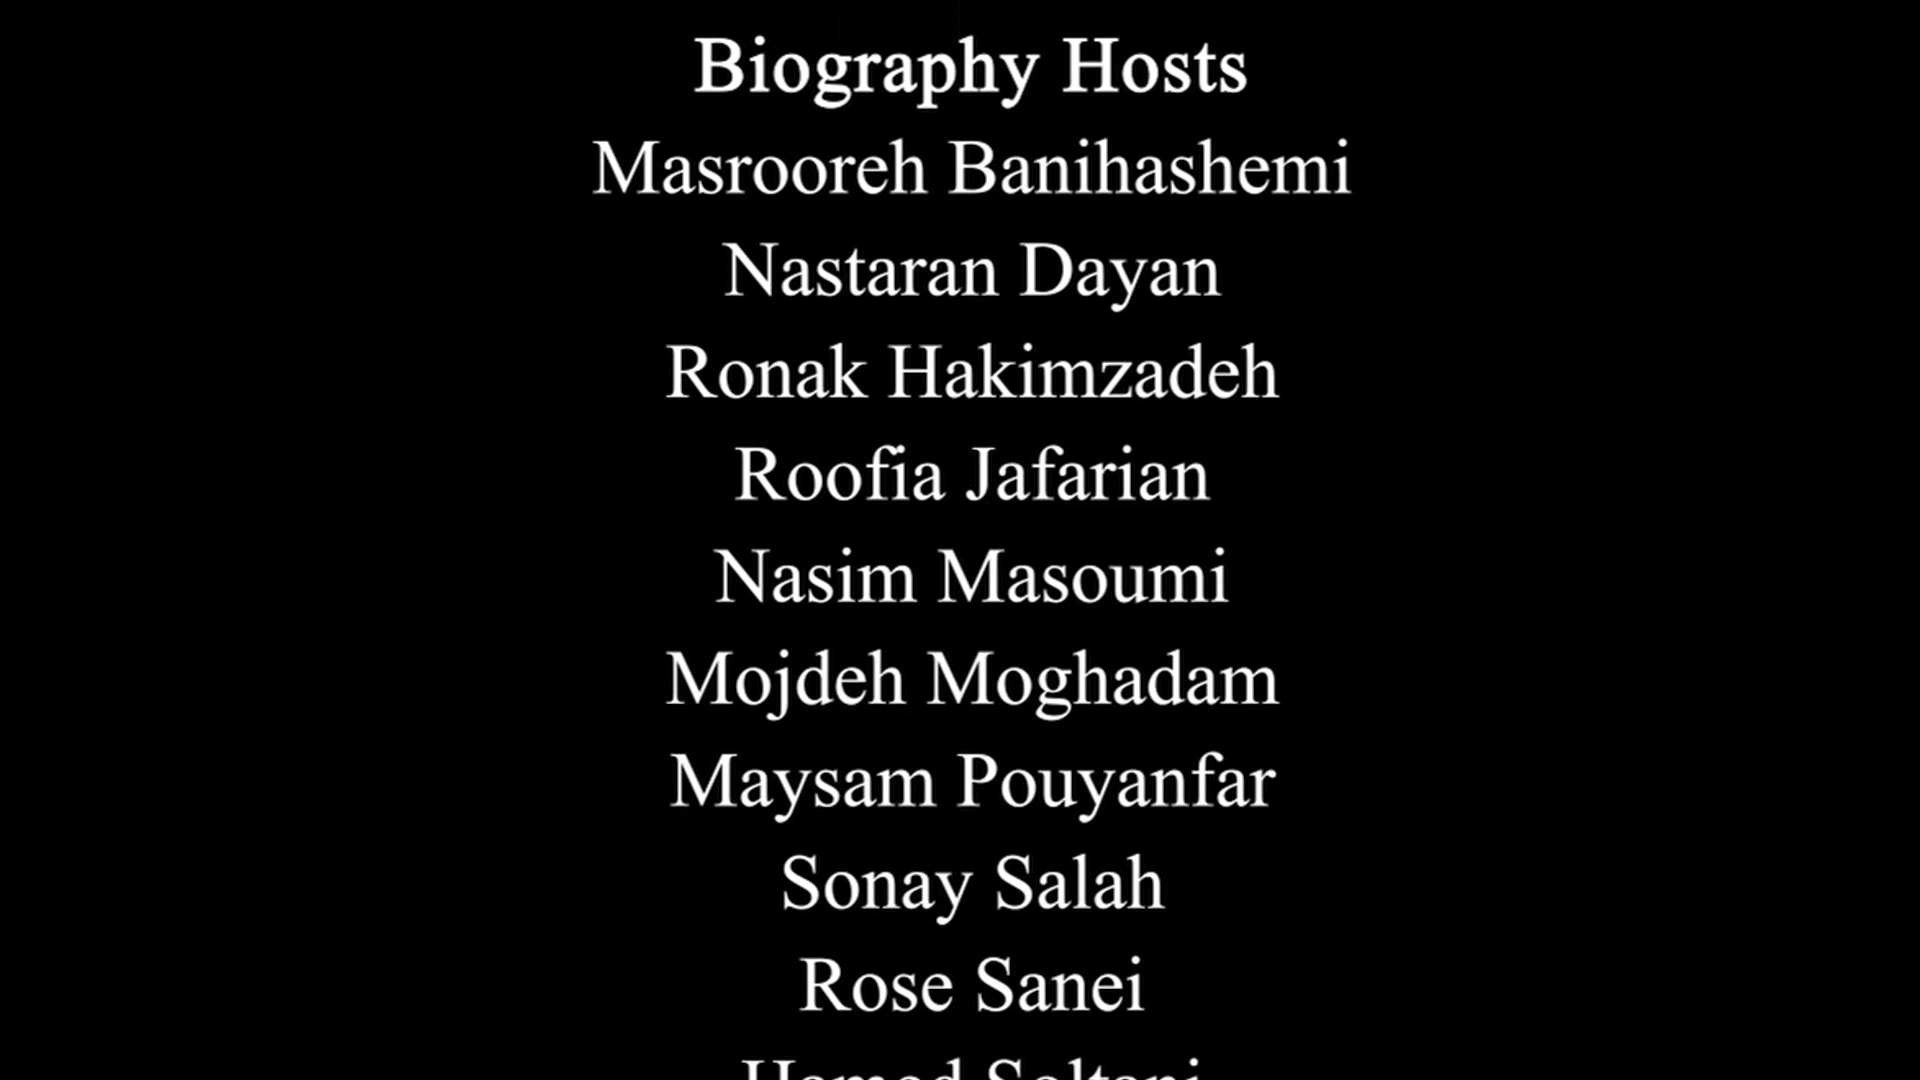 Biography Hosts
Masrooreh Banihashemi
Nastaran Dayan
Ronak Hakimzadeh
Roofia Jafarian
Nasim Masoumi
Mojdeh Moghadam
Maysam Pouyanfar
Sonay Salah
Rose Sanei